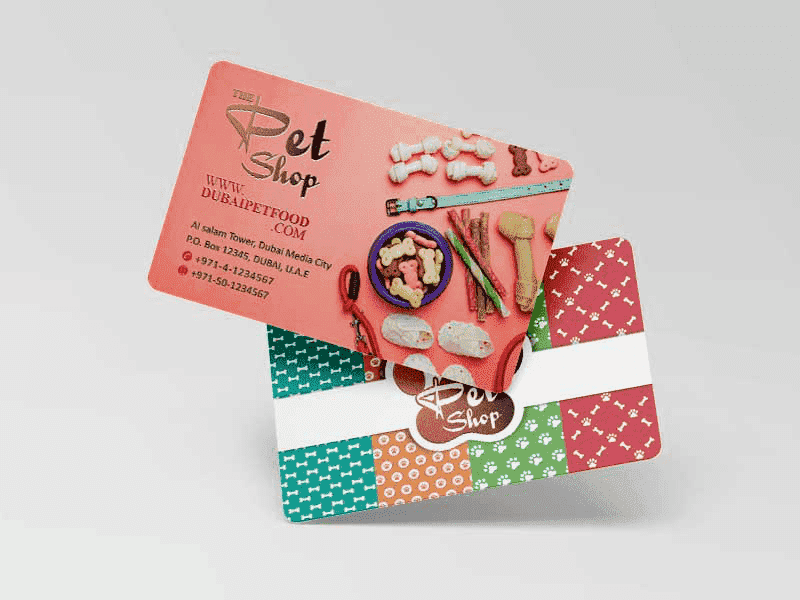 THE
Pet
Shop
WWW.
DUBAIPETFOOD
.COM
Al salam Tower, Dubai Media City
P.O. Box 12345, DUBAI, U.A.E
+971-4-1234567
+971-50-1234567
Pet
Shop